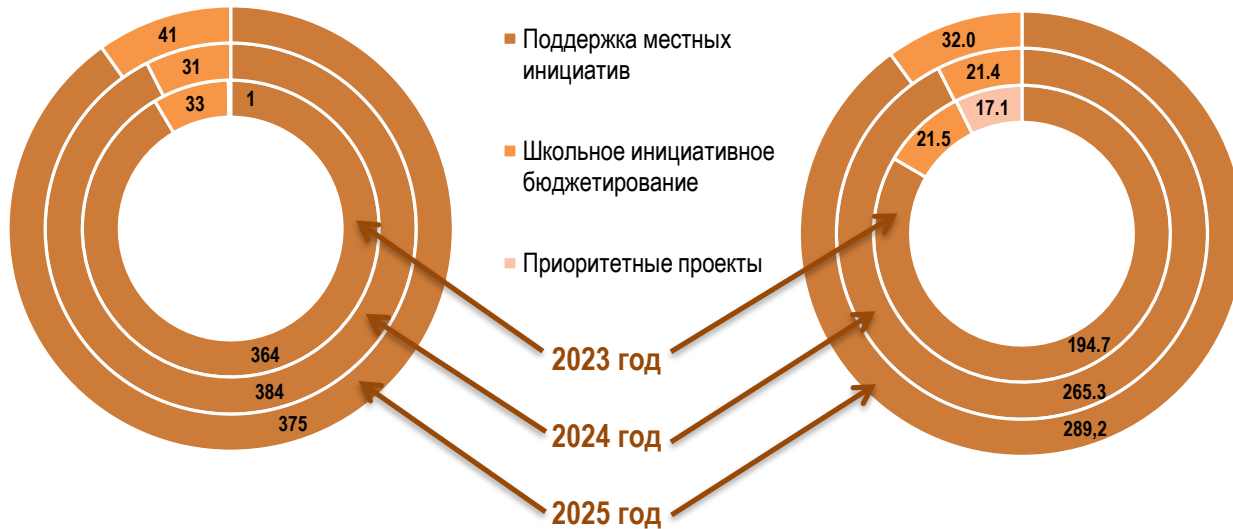 41
31
33
1
364
384
375
Поддержка местных
инициатив
Школьное инициативное
бюджетирование
Приоритетные проекты
2023 год
2024 год
2025 год
32.0
21.4
17.1
21.5
194.7
265.3
289,2